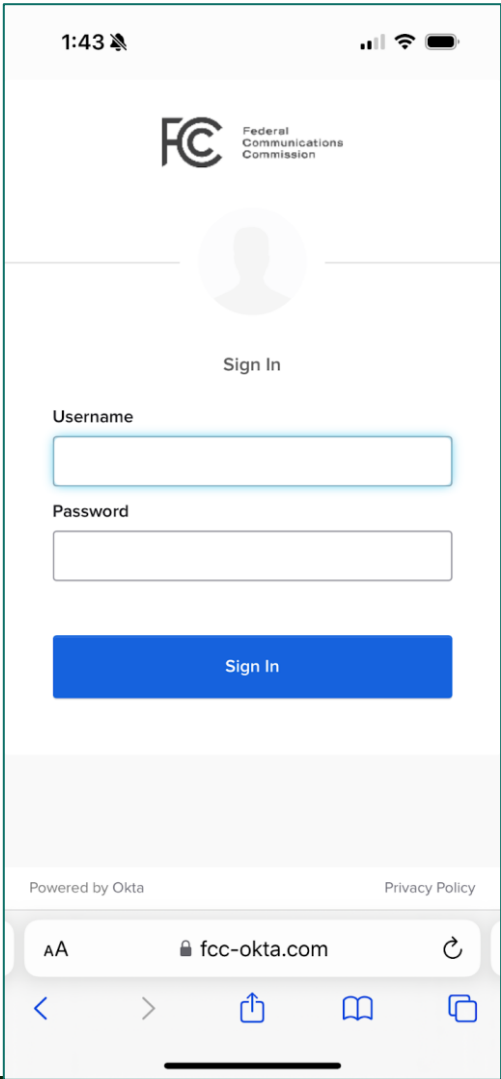 1:43
FCC
Federal
Communications
Commission
Sign In
Username
Password
Sign In
Powered by Okta
Privacy Policy
AA
fcc-okta.com